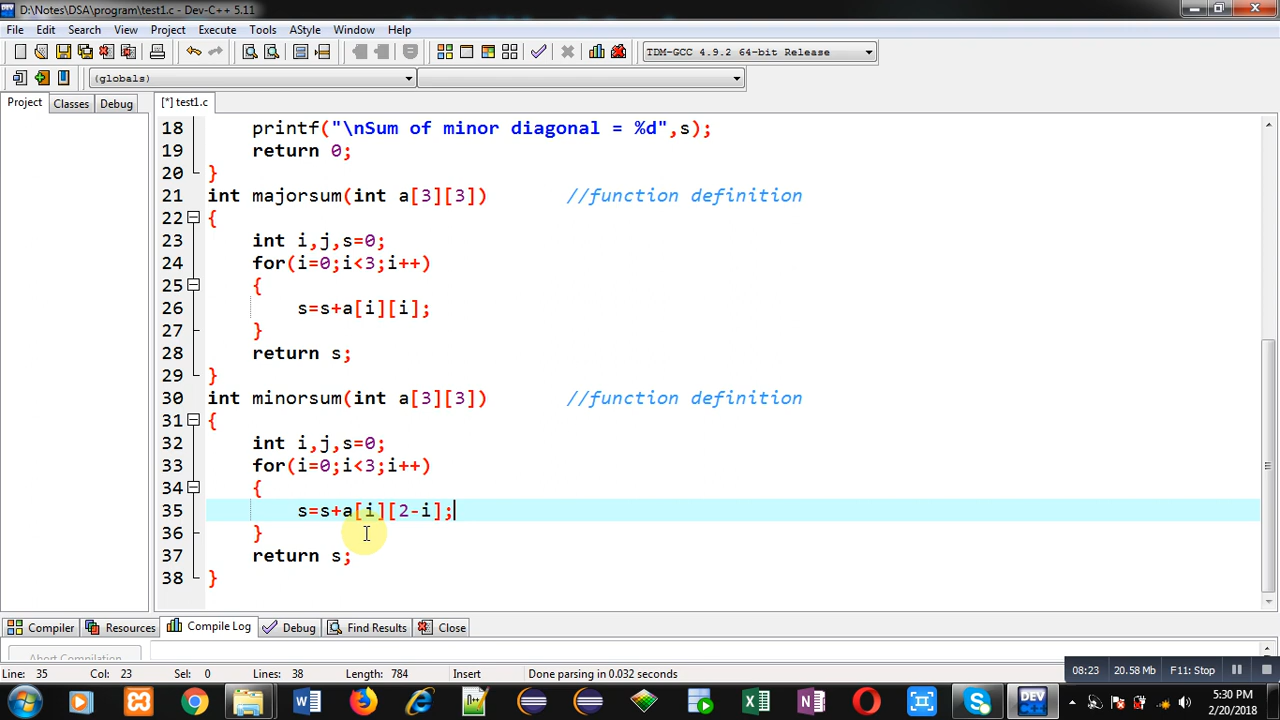 D:\Notes\DSA\program\test1.c - Dev-C++ 5.11
File Edit Search View Project Execute Tools AStyle Window Help
TDM-GCC 4.9.2 64-bit Release
(globals)
Project Classes Debug [*] test1.c
18 printf("\nSum of minor diagonal = %d",s);
19 return 0;
20 }
21 int majorsum(int a[3][3]) //function definition
22 {
23 int i,j,s=0;
24 for(i=0;i<3;i++)
25 {
26 s=s+a[i][i];
27 }
28 return s;
29 }
30 int minorsum(int a[3][3]) //function definition
31 {
32 int i,j,s=0;
33 for(i=0;i<3;i++)
34 {
35 s=s+a[i][2-i];
36 }
37 return s;
38 }
Compiler Resources Compile Log Debug Find Results Close
Abort Compilation
Line: 35 Col: 23 Sel: 0 Lines: 38 Length: 784 Insert Done parsing in 0.032 seconds
08:23 20.58 Mb F11: Stop
DEV
5:30 PM
2/20/2018